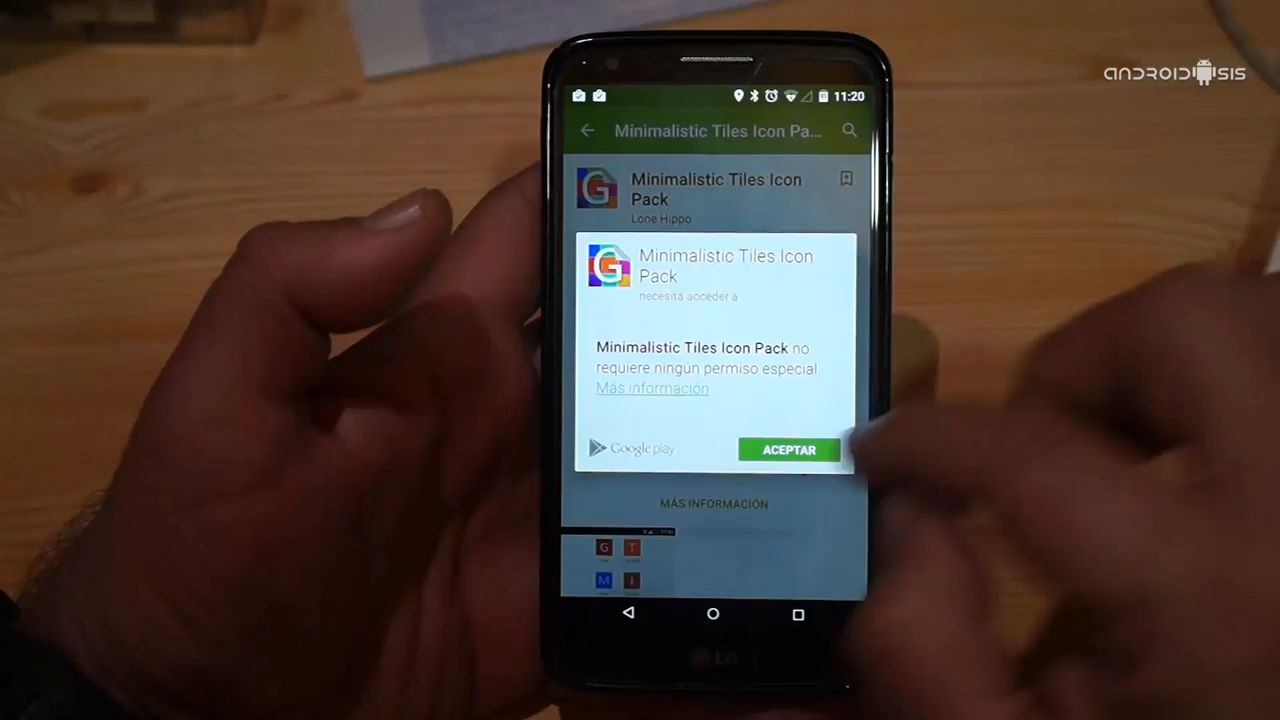 ANDROIDSIS
11:20
Minimalistic Tiles Icon Pa...
Minimalistic Tiles Icon
Pack
Lone Hippo
G
Minimalistic Tiles Icon
Pack
necesita acceder a
Minimalistic Tiles Icon Pack no
requiere ningún permiso especial.
Más información
Google play
ACEPTAR
MÁS INFORMACIÓN
G T
M I
LG